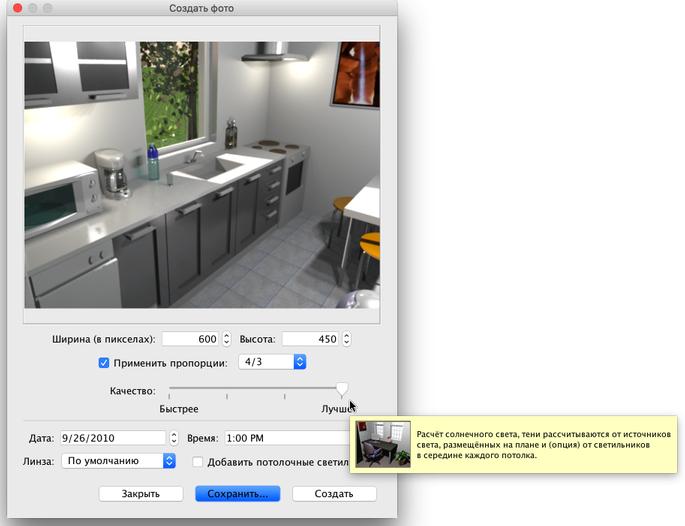 Создать фото
Ширина (в пикселах): 600 Высота: 450
Применить пропорции: 4/3
Качество:
Быстрее
Дата: 9/26/2010 Время: 1:00 PM
Расчёт солнечного света, тени рассчитываются от источников
света, размещённых на плане и (опция) от светильников
в середине каждого потолка.
Линза: По умолчанию Добавить потолочные
Закрыть Сохранить... Создать